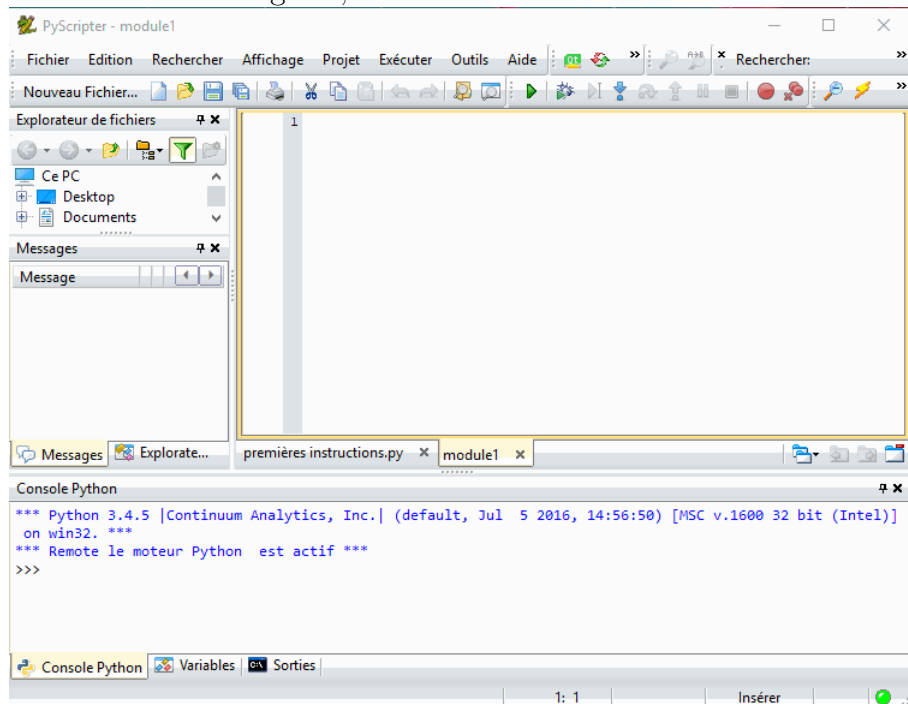 PyScripter - module1
Fichier Edition Rechercher Affichage Projet Exécuter Outils Aide Rechercher:
Nouveau Fichier...
Explorateur de fichiers
1
Ce PC
Desktop
Documents
Messages
Message
Messages Explorate... premières instructions.py module1
Console Python
*** Python 3.4.5 |Continuum Analytics, Inc.| (default, Jul 5 2016, 14:56:50) [MSC v.1600 32 bit (Intel)]
on win32. ***
*** Remote le moteur Python est actif ***
>>>
Console Python Variables Sorties
1: 1 Insérer